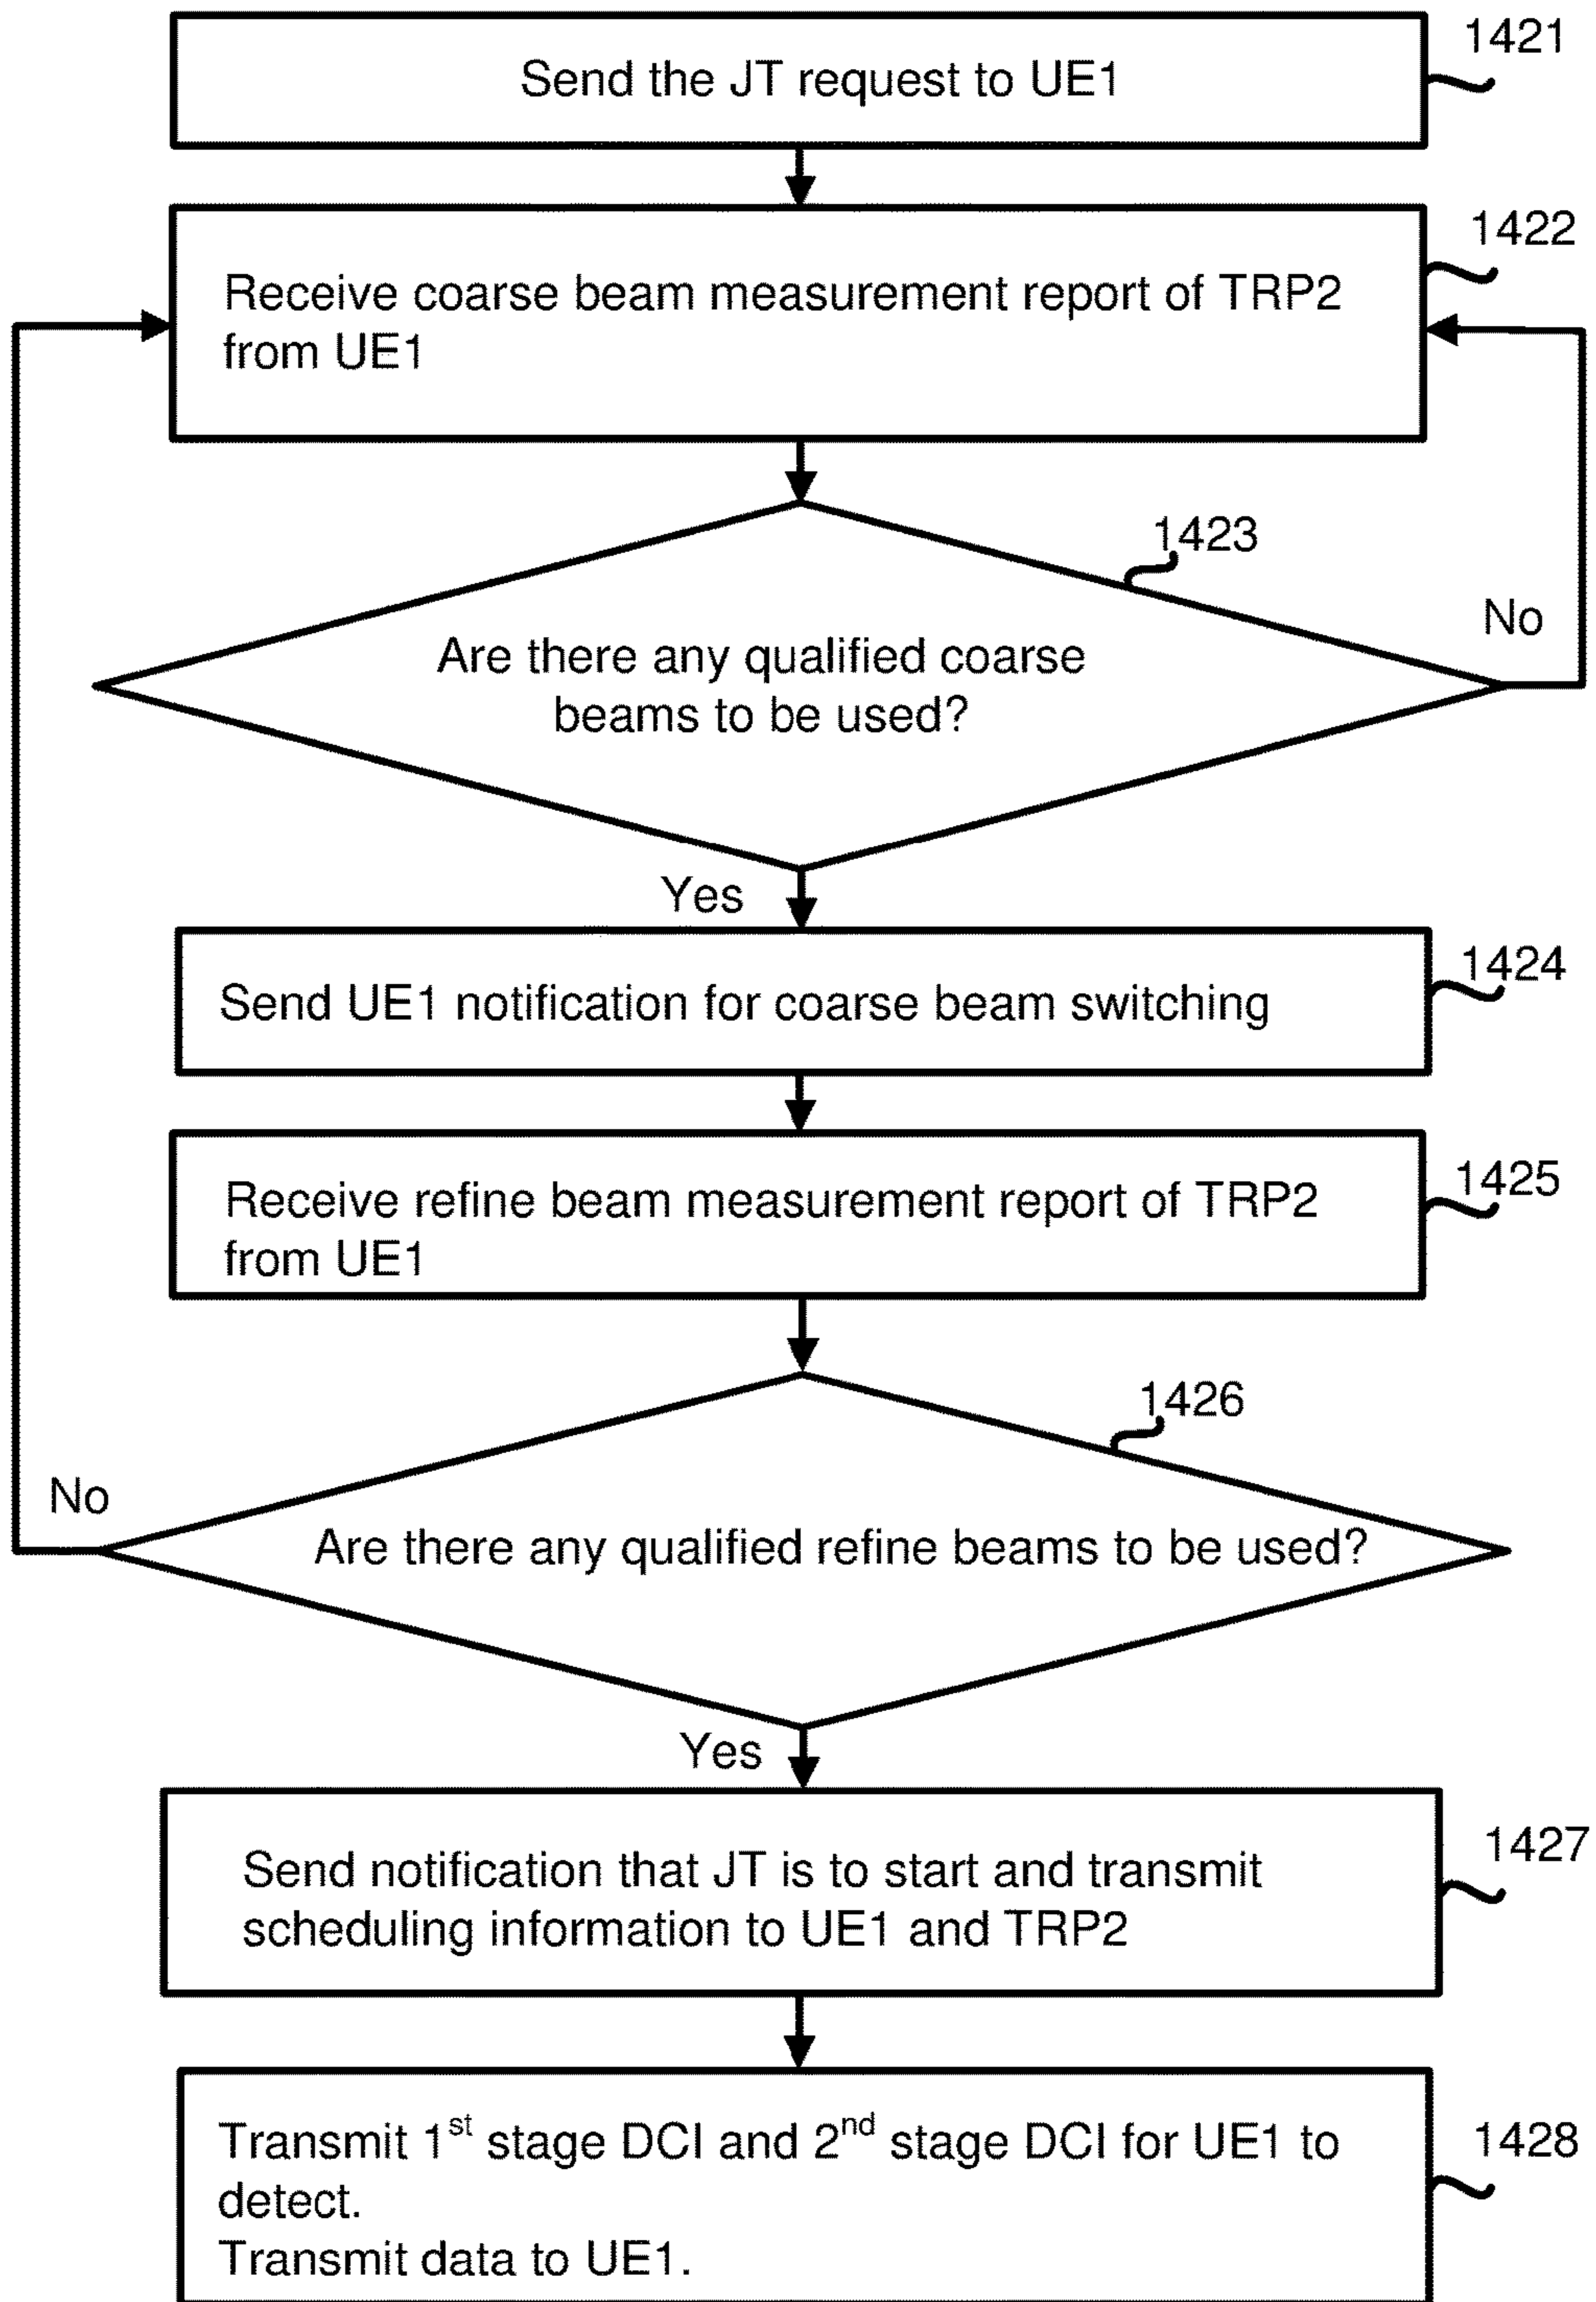 1421
Send the JT request to UE1
1422
Receive coarse beam measurement report of TRP2
from UE1
1423
No
Are there any qualified coarse
beams to be used?
Yes
1424
Send UE1 notification for coarse beam switching
1425
Receive refine beam measurement report of TRP2
from UE1
1426
No
Are there any qualified refine beams to be used?
Yes
1427
Send notification that JT is to start and transmit
scheduling information to UE1 and TRP2
1428
Transmit 1st stage DCI and 2nd stage DCI for UE1 to
detect.
Transmit data to UE1.